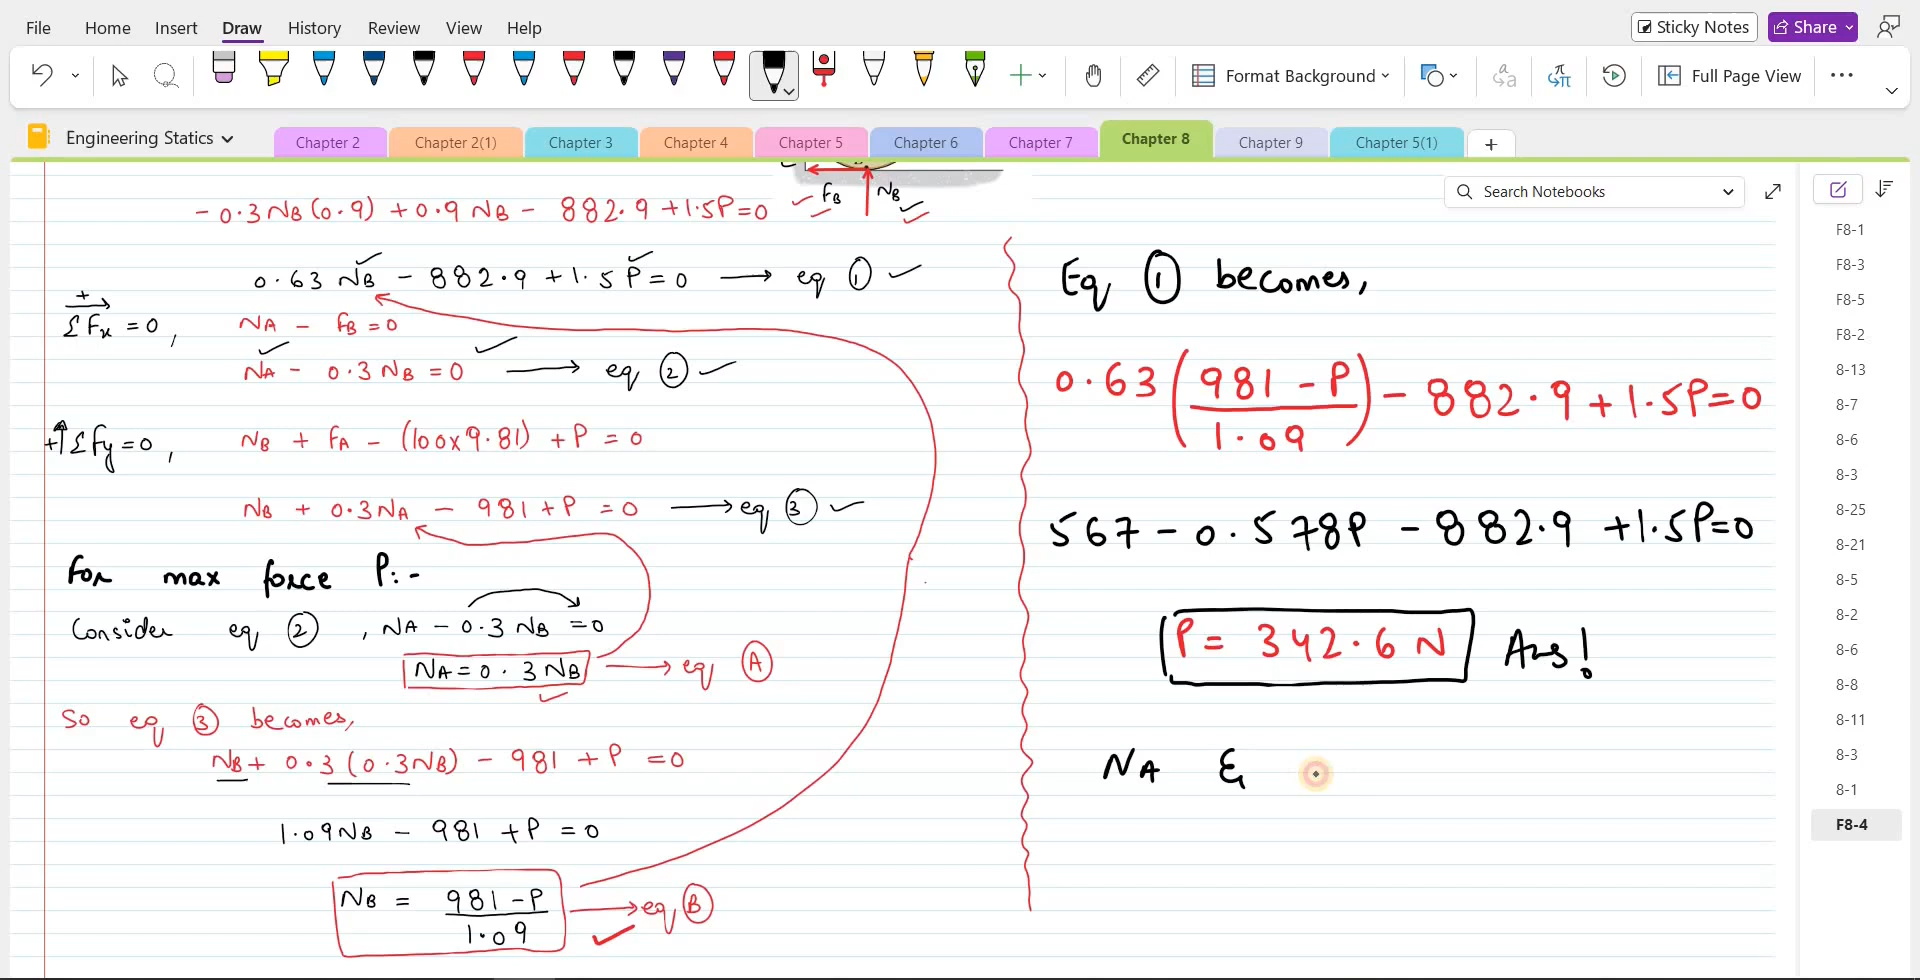 File Home Insert Draw History Review View Help
Sticky Notes Share
Format Background Full Page View
Engineering Statics Chapter 2 Chapter 2(1) Chapter 3 Chapter 4 Chapter 5 Chapter 6 Chapter 7 Chapter 8 Chapter 9 Chapter 5(1) +
Search Notebooks
FB NB
- 0.3 NB (0.9) + 0.9 NB - 882.9 + 1.5P = 0
0.63 NB - 882.9 + 1.5 P = 0 → eq ①
ΣFx = 0, NA - FB = 0
NA - 0.3 NB = 0 → eq ②
+↑ΣFy = 0, NB + FA - (100x9.81) + P = 0
NB + 0.3 NA - 981 + P = 0 → eq ③
For max force P:-
Consider eq ②, NA - 0.3 NB = 0
NA = 0.3 NB → eq Ⓐ
So eq ③ becomes,
NB + 0.3 (0.3 NB) - 981 + P = 0
1.09 NB - 981 + P = 0
NB = 981 - P / 1.09 → eq Ⓑ
Eq ① becomes,
0.63 (981 - P / 1.09) - 882.9 + 1.5P = 0
567 - 0.578P - 882.9 + 1.5P = 0
P = 342.6 N Ans!
NA &
F8-1
F8-3
F8-5
F8-2
8-13
8-7
8-6
8-3
8-25
8-21
8-5
8-2
8-6
8-8
8-11
8-3
8-1
F8-4